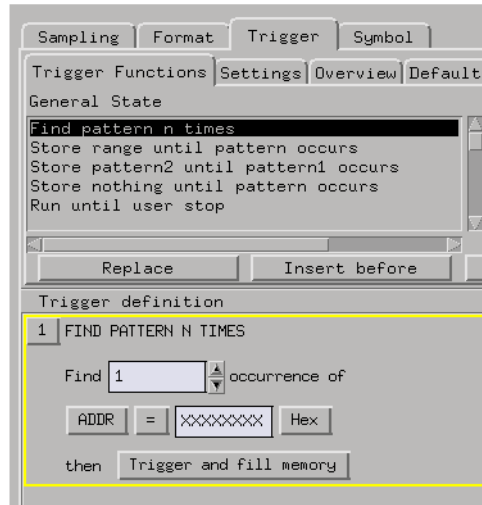 Sampling Format Trigger Symbol
Trigger Functions Settings Overview Default
General State
Find pattern n times
Store range until pattern occurs
Store pattern2 until pattern1 occurs
Store nothing until pattern occurs
Run until user stop
Replace Insert before
Trigger definition
1 FIND PATTERN N TIMES
Find 1 occurrence of
ADDR = XXXXXXXX Hex
then Trigger and fill memory